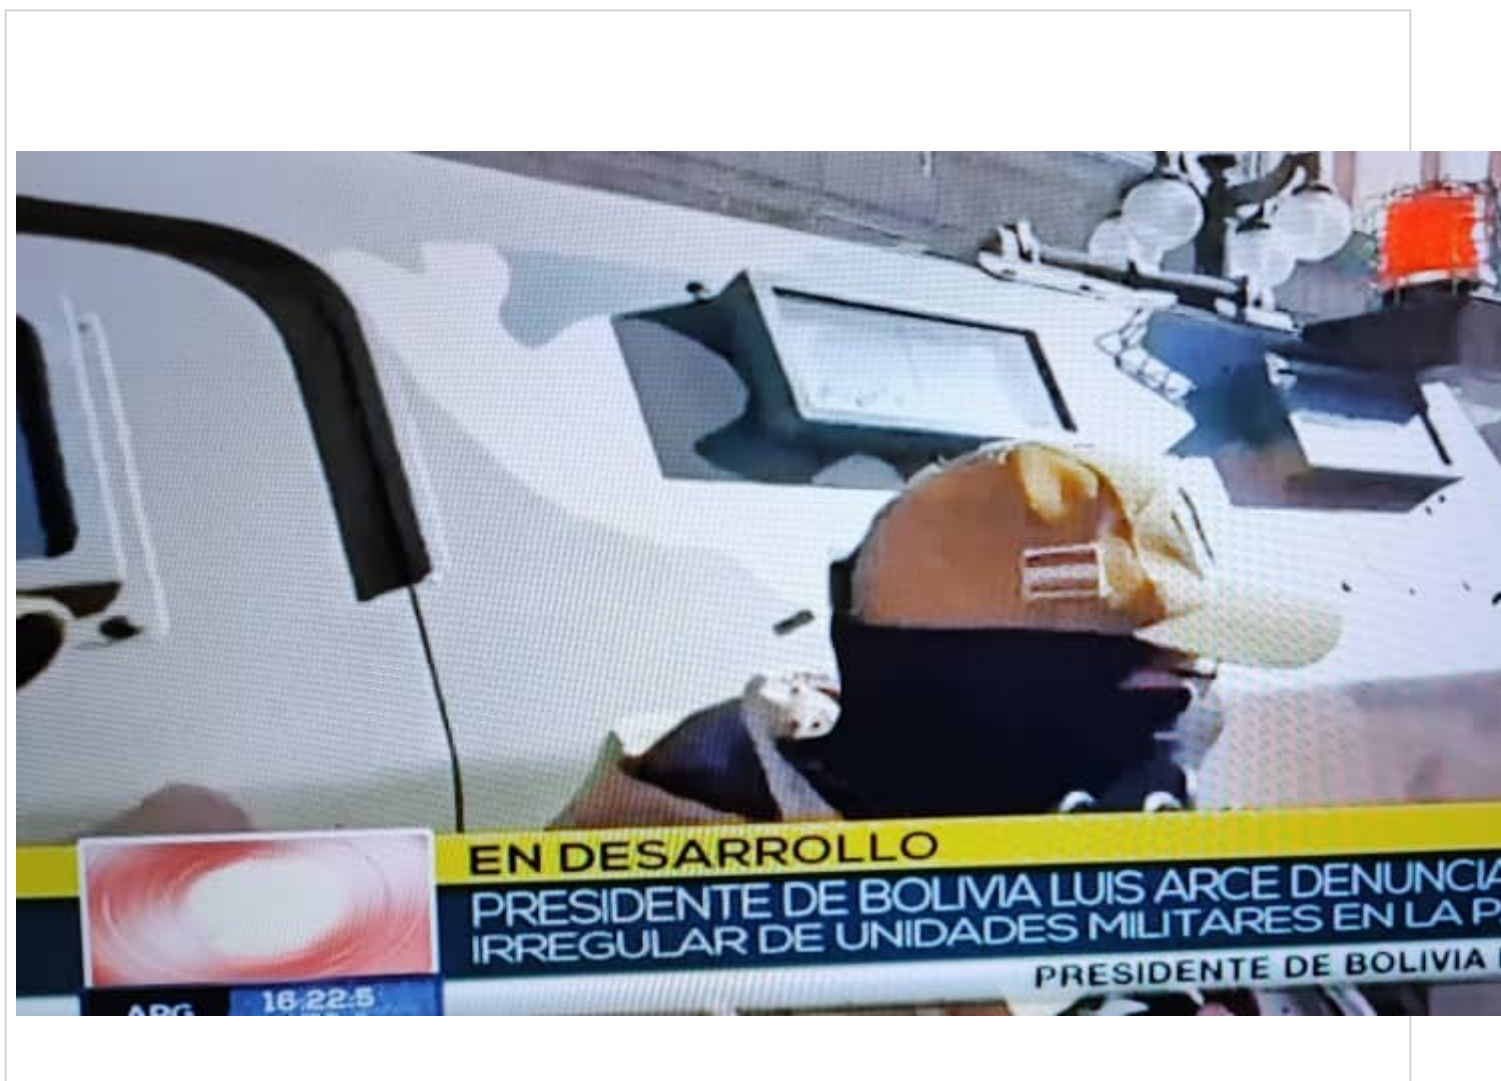 EN DESARROLLO
PRESIDENTE DE BOLIVIA LUIS ARCE DENUNCIA
IRREGULAR DE UNIDADES MILITARES EN LA P
PRESIDENTE DE BOLIVIA
ARG 16:22:5